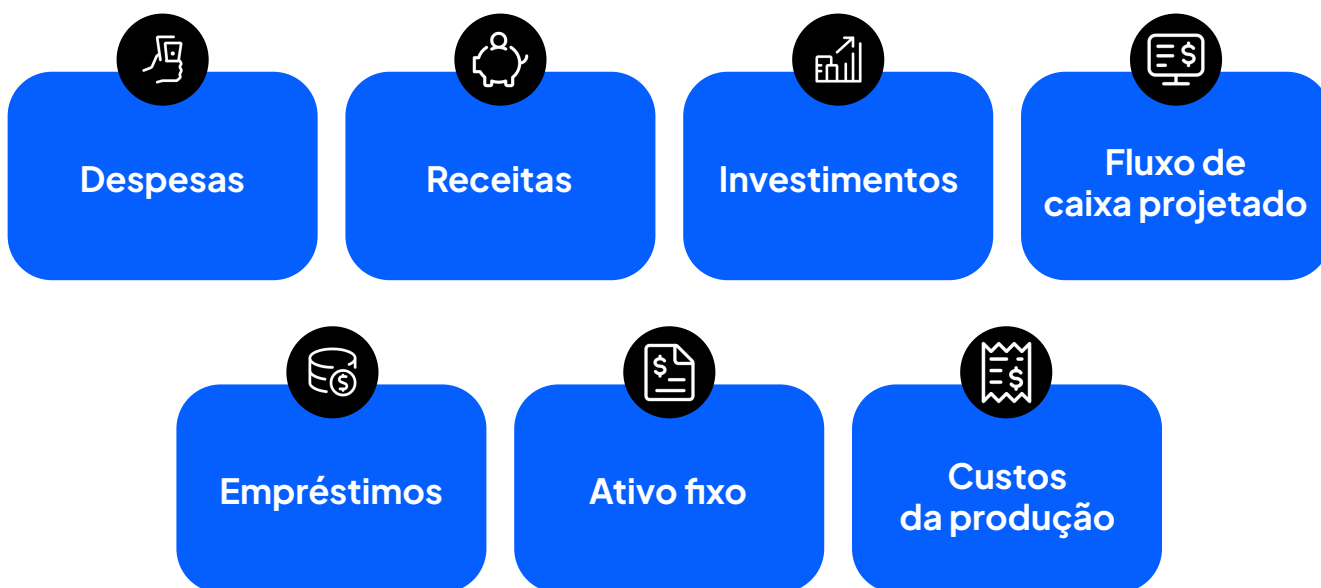 Despesas
Receitas
Investimentos
Fluxo de
caixa projetado
Empréstimos
Ativo fixo
Custos
da produção